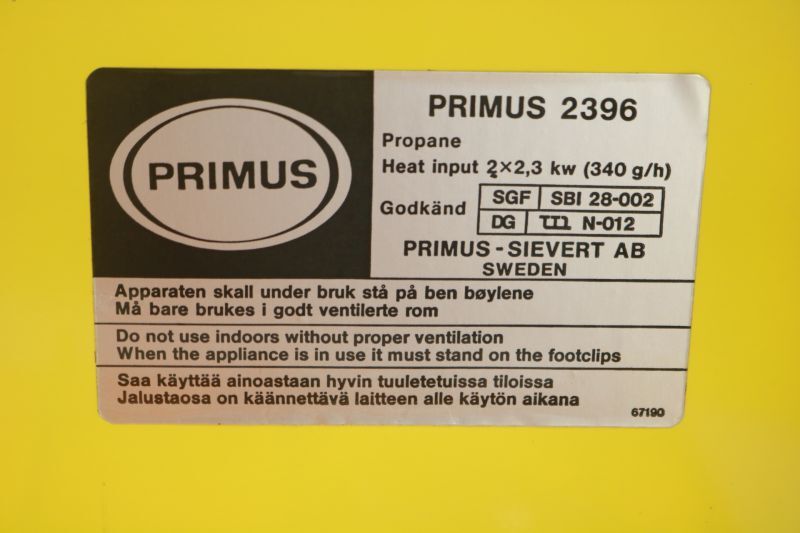 PRIMUS
PRIMUS 2396
Propane
Heat input 2×2,3 kw (340 g/h)
Godkänd
SGF SBI 28-002
DG N-012
PRIMUS-SIEVERT AB
SWEDEN
Apparaten skall under bruk stå på ben bøylene
Må bare brukes i godt ventilerte rom
Do not use indoors without proper ventilation
When the appliance is in use it must stand on the footclips
Saa käyttää ainoastaan hyvin tuuletetuissa tiloissa
Jalustaosa on käännettävä laitteen alle käytön aikana
67190